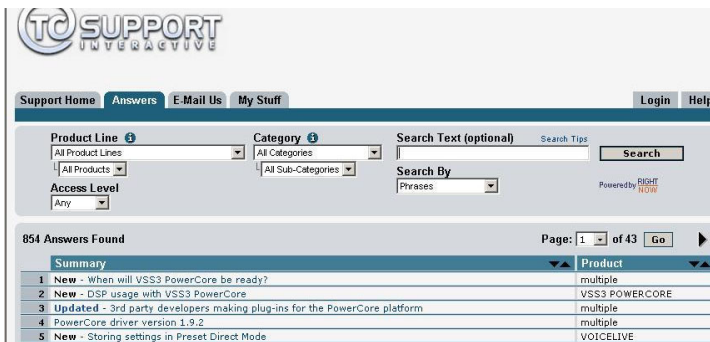 TC SUPPORT
INTERACTIVE
Support Home Answers E-Mail Us My Stuff Login Help
Product Line Category Search Text (optional) Search Tips
All Product Lines All Categories Search
All Products All Sub-Categories Search By
Access Level Phrases Powered by RIGHT NOW
Any
854 Answers Found Page: 1 of 43 Go
Summary Product
1 New - When will VSS3 PowerCore be ready? multiple
2 New - DSP usage with VSS3 PowerCore VSS3 POWERCORE
3 Updated - 3rd party developers making plug-ins for the PowerCore platform multiple
4 PowerCore driver version 1.9.2 multiple
5 New - Storing settings in Preset Direct Mode VOICELIVE